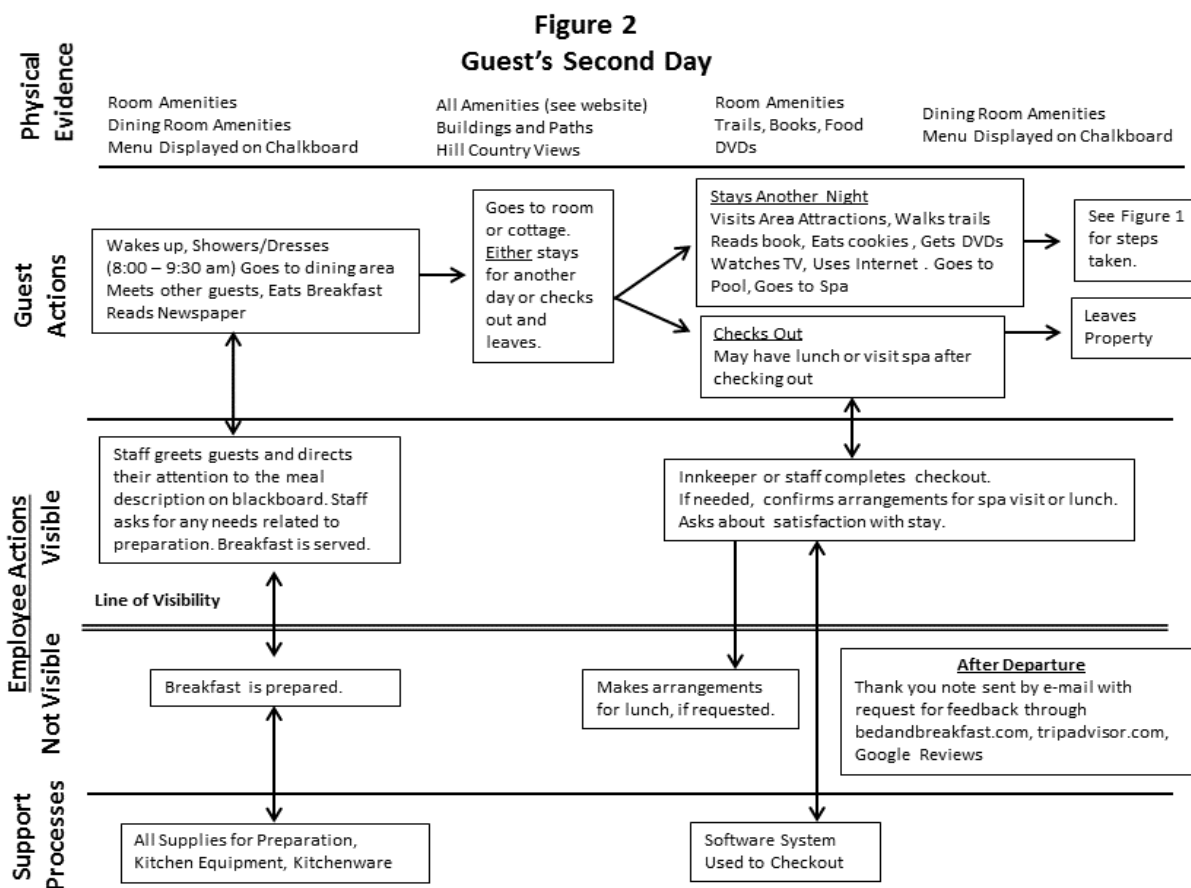 Figure 2
Guest's Second Day
Physical
Evidence
Room Amenities
Dining Room Amenities
Menu Displayed on Chalkboard
All Amenities (see website)
Buildings and Paths
Hill Country Views
Room Amenities
Trails, Books, Food
DVDs
Dining Room Amenities
Menu Displayed on Chalkboard
Guest
Actions
Wakes up, Showers/Dresses
(8:00 – 9:30 am) Goes to dining area
Meets other guests, Eats Breakfast
Reads Newspaper
Goes to room
or cottage.
Either stays
for another
day or checks
out and
leaves.
Stays Another Night
Visits Area Attractions, Walks trails
Reads book, Eats cookies , Gets DVDs
Watches TV, Uses Internet . Goes to
Pool, Goes to Spa
See Figure 1
for steps
taken.
Checks Out
May have lunch or visit spa after
checking out
Leaves
Property
Employee Actions
Visible
Staff greets guests and directs
their attention to the meal
description on blackboard. Staff
asks for any needs related to
preparation. Breakfast is served.
Innkeeper or staff completes checkout.
If needed, confirms arrangements for spa visit or lunch.
Asks about satisfaction with stay.
Line of Visibility
Not Visible
Breakfast is prepared.
Makes arrangements
for lunch, if requested.
After Departure
Thank you note sent by e-mail with
request for feedback through
bedandbreakfast.com, tripadvisor.com,
Google Reviews
Support
Processes
All Supplies for Preparation,
Kitchen Equipment, Kitchenware
Software System
Used to Checkout